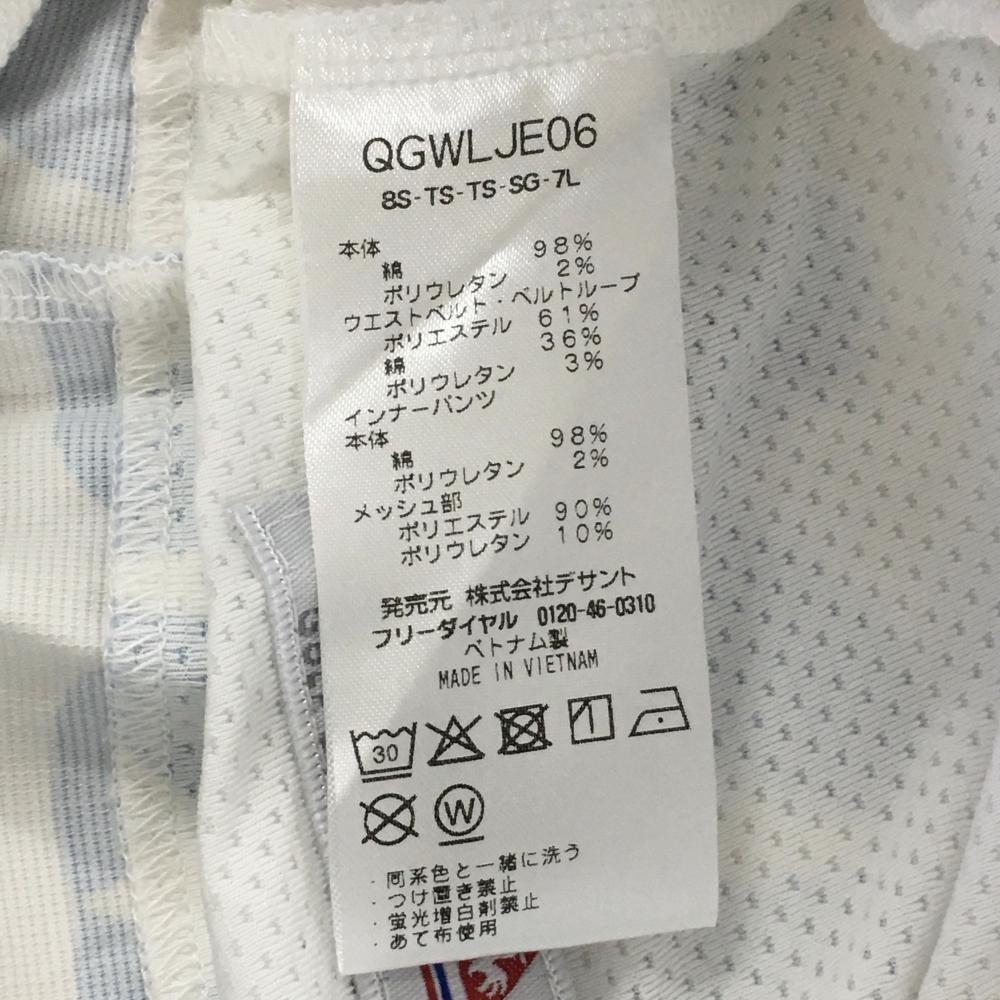 QGWLJE06
8S-TS-TS-SG-7L
本体
綿 98%
ポリウレタン 2%
ウエストベルト・ベルトループ
ポリエステル 61%
綿 36%
ポリウレタン 3%
インナーパンツ
本体
綿 98%
ポリウレタン 2%
メッシュ部
ポリエステル 90%
ポリウレタン 10%
発売元 株式会社デサント
フリーダイヤル 0120-46-0310
ベトナム製
MADE IN VIETNAM
30
W
・同系色と一緒に洗う
・つけ置き禁止
・蛍光増白剤禁止
・あて布使用